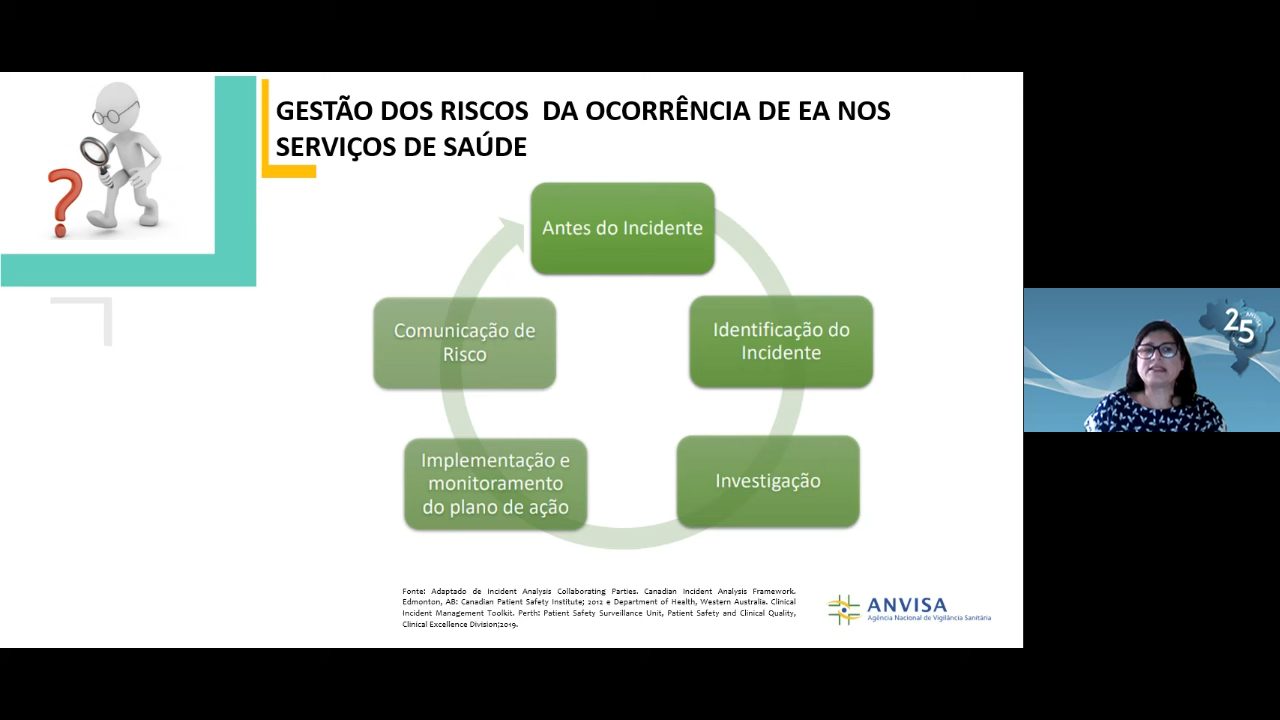 GESTÃO DOS RISCOS  DA OCORRÊNCIA DE EA NOS
SERVIÇOS DE SAÚDE
Antes do Incidente
Identificação do
Incidente
Investigação
Implementação e
monitoramento
do plano de ação
Comunicação de
Risco
?
Fonte: Adaptado de Incident Analysis Collaborating Parties. Canadian Incident Analysis Framework.
Edmonton, AB: Canadian Patient Safety Institute; 2012 e Department of Health, Western Australia. Clinical
Incident Management Toolkit. Perth: Patient Safety Surveillance Unit, Patient Safety and Clinical Quality,
Clinical Excellence Division;2019.
ANVISA
Agência Nacional de Vigilância Sanitária
ANVISA
25